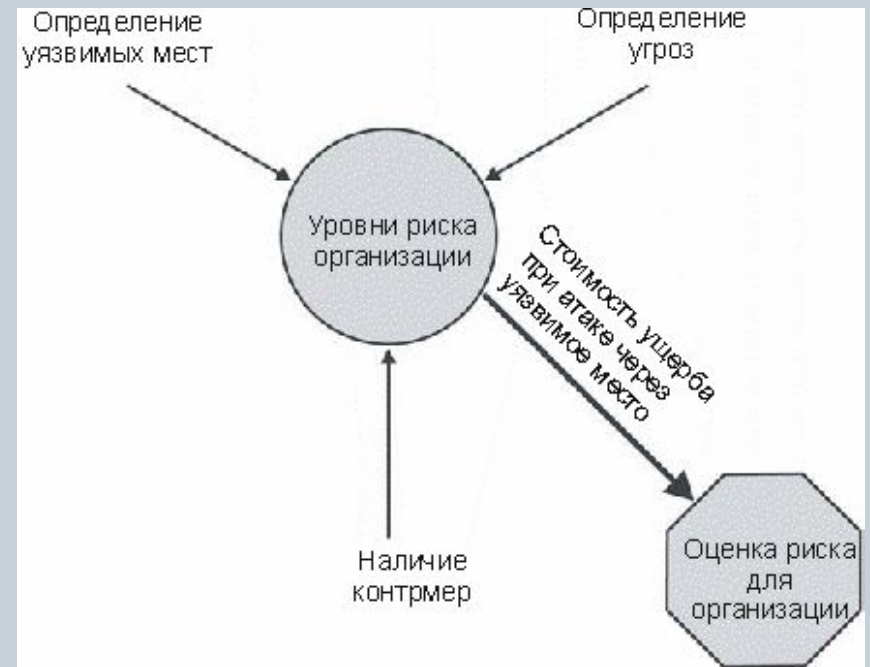 Определение
уязвимых мест
Определение
угроз
Уровни риска
организации
Стоимость ущерба
при атаке через
уязвимое место
Наличие
контрмер
Оценка риска
для
организации